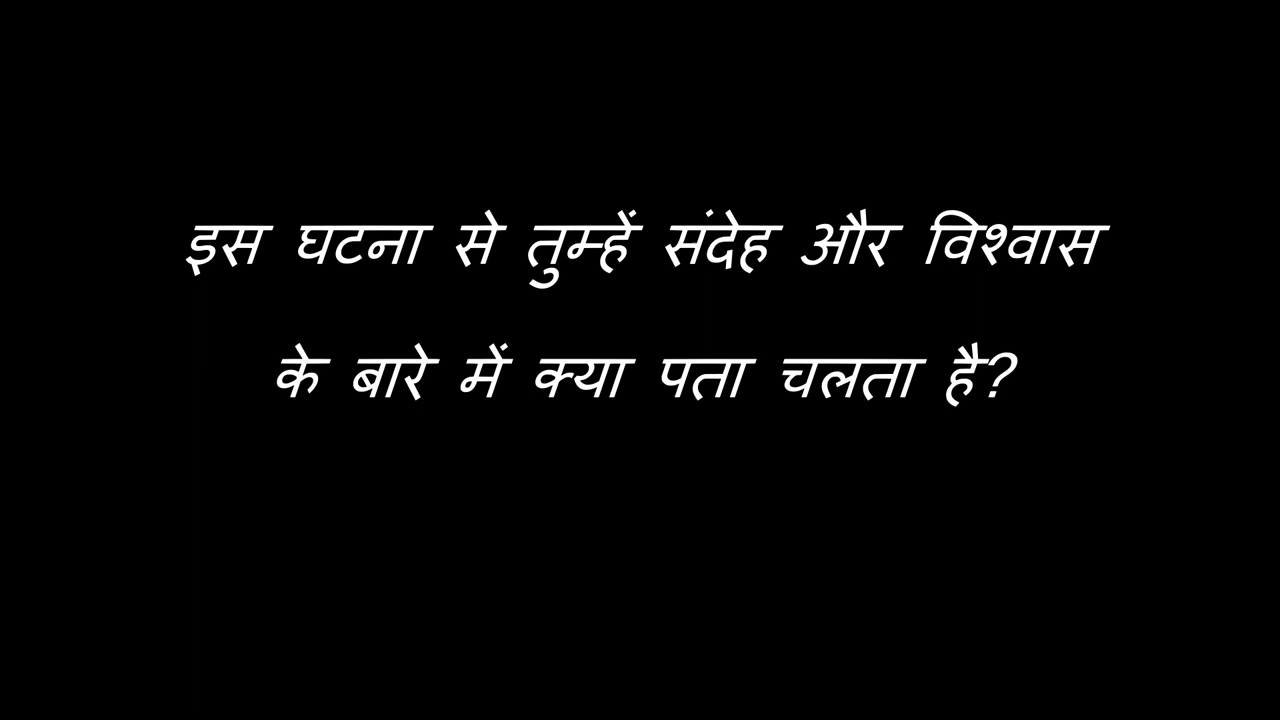 इस घटना से तुम्हें संदेह और विश्वास
के बारे में क्या पता चलता है?